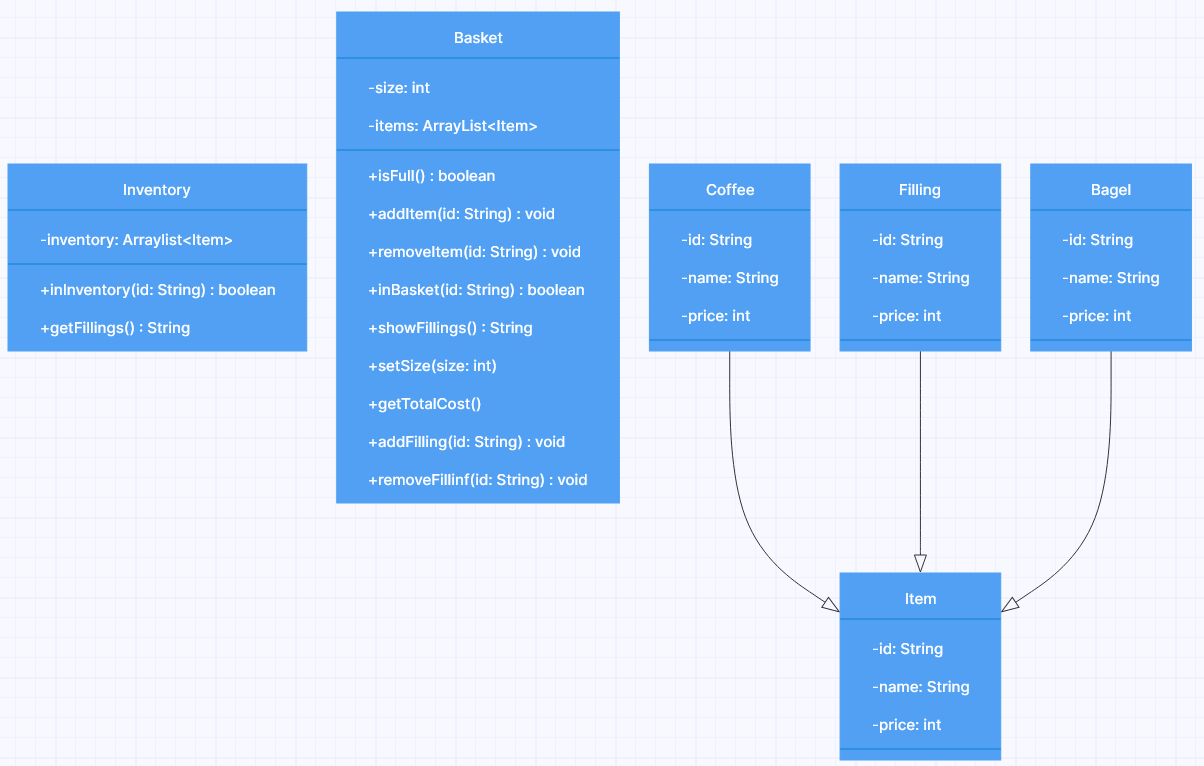 Basket
-size: int
-items: ArrayList<Item>
+isFull() : boolean
+addItem(id: String) : void
+removeItem(id: String) : void
+inBasket(id: String) : boolean
+showFillings() : String
+setSize(size: int)
+getTotalCost()
+addFilling(id: String) : void
+removeFillinf(id: String) : void
Inventory
-inventory: Arraylist<Item>
+inInventory(id: String) : boolean
+getFillings() : String
Coffee
-id: String
-name: String
-price: int
Filling
-id: String
-name: String
-price: int
Bagel
-id: String
-name: String
-price: int
Item
-id: String
-name: String
-price: int